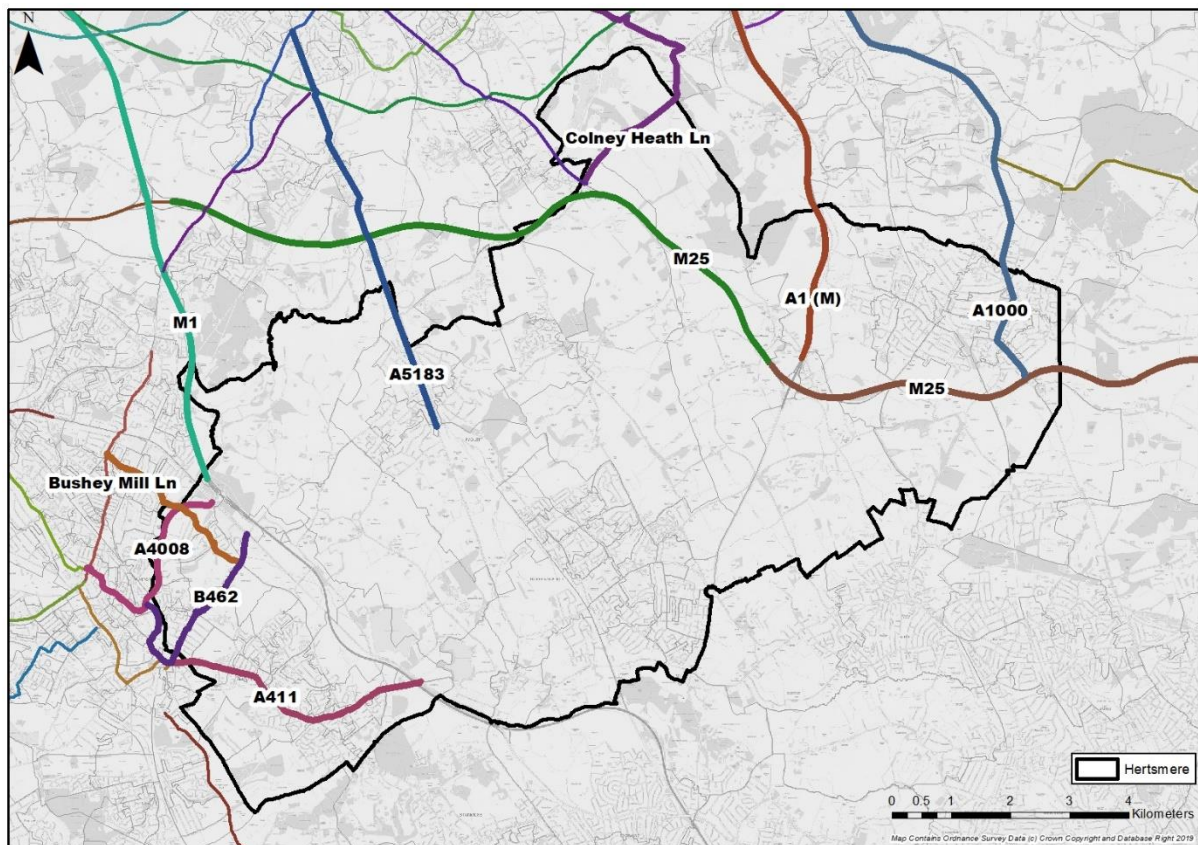 N
Colney Heath Ln
M25
A1 (M)
A1000
M1
A5183
M25
Bushey Mill Ln
A4008
B462
A411
Hertsmere
0 0.5 1 2 3 4
Kilometers
Map Contains Ordnance Survey Data (c) Crown Copyright and Database Right 2019